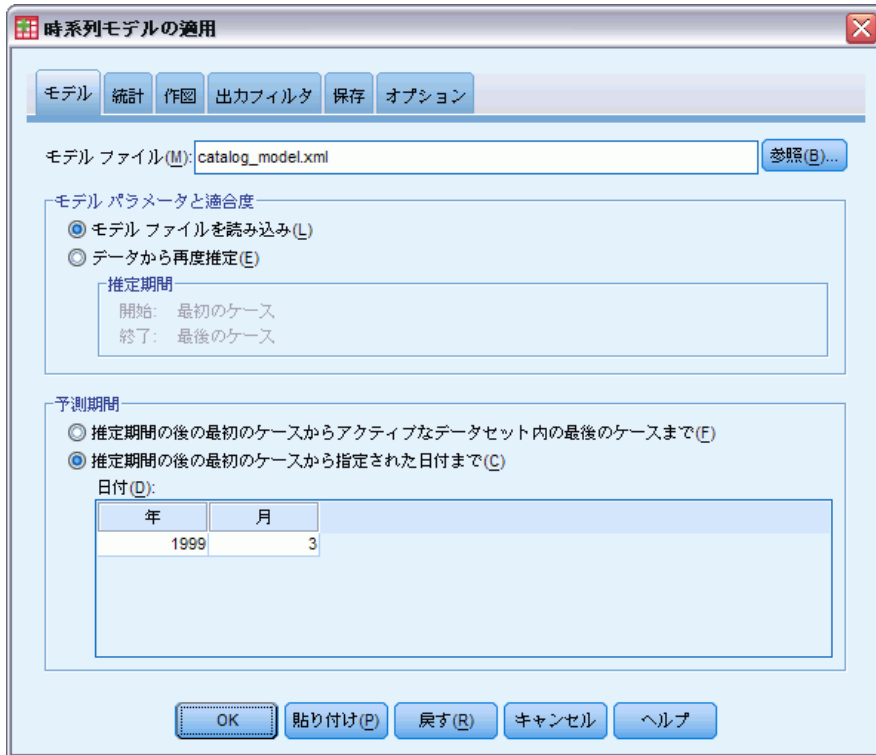 時系列モデルの適用
モデル 統計 作図 出力フィルタ 保存 オプション
モデル ファイル(M): catalog_model.xml 参照(B)...
モデル パラメータと適合度
モデル ファイルを読み込み(L)
データから再度推定(E)
推定期間
開始: 最初のケース
終了: 最後のケース
予測期間
推定期間の後の最初のケースからアクティブなデータセット内の最後のケースまで(F)
推定期間の後の最初のケースから指定された日付まで(C)
日付(D):
年 月
1999 3
OK 貼り付け(P) 戻す(R) キャンセル ヘルプ